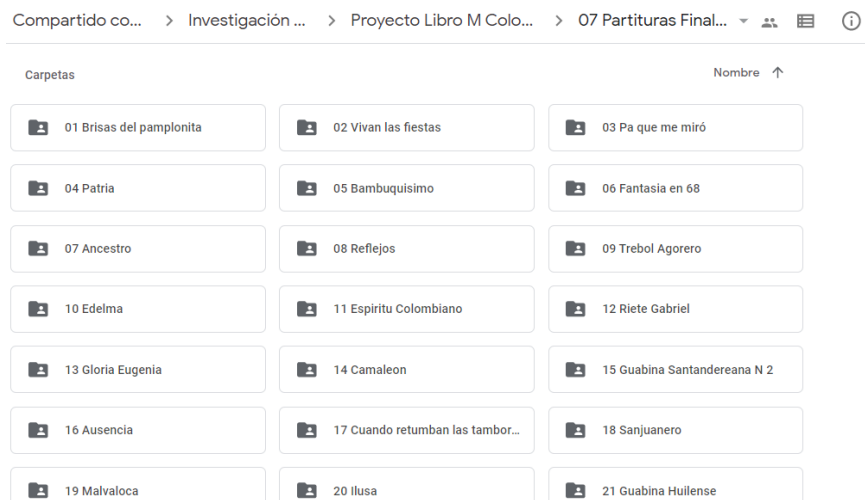 Compartido co... > Investigación ... > Proyecto Libro M Colo... > 07 Partituras Final...
Carpetas Nombre ↑
01 Brisas del pamplonita 02 Vivan las fiestas 03 Pa que me miró
04 Patria 05 Bambuquisimo 06 Fantasia en 68
07 Ancestro 08 Reflejos 09 Trebol Agorero
10 Edelma 11 Espiritu Colombiano 12 Riete Gabriel
13 Gloria Eugenia 14 Camaleon 15 Guabina Santandereana N 2
16 Ausencia 17 Cuando retumban las tambor... 18 Sanjuanero
19 Malvaloca 20 Ilusa 21 Guabina Huilense